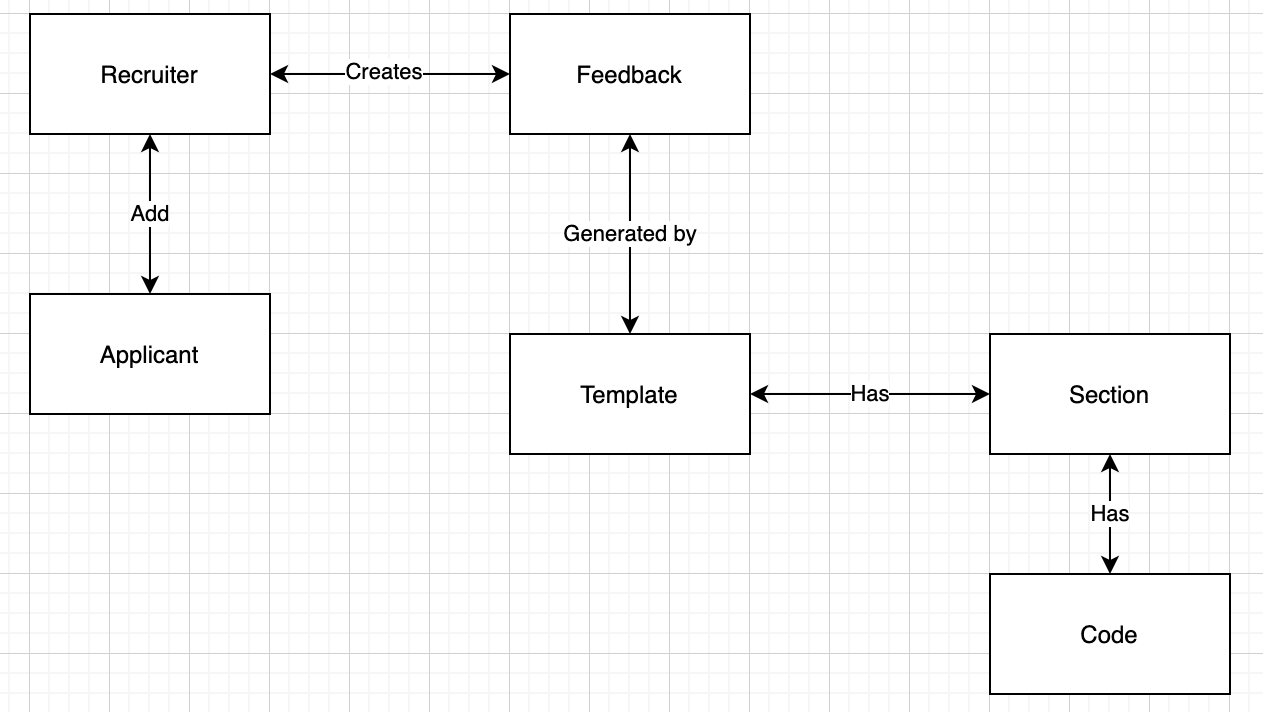 Recruiter
Creates
Feedback
Add
Generated by
Applicant
Template
Has
Section
Has
Code